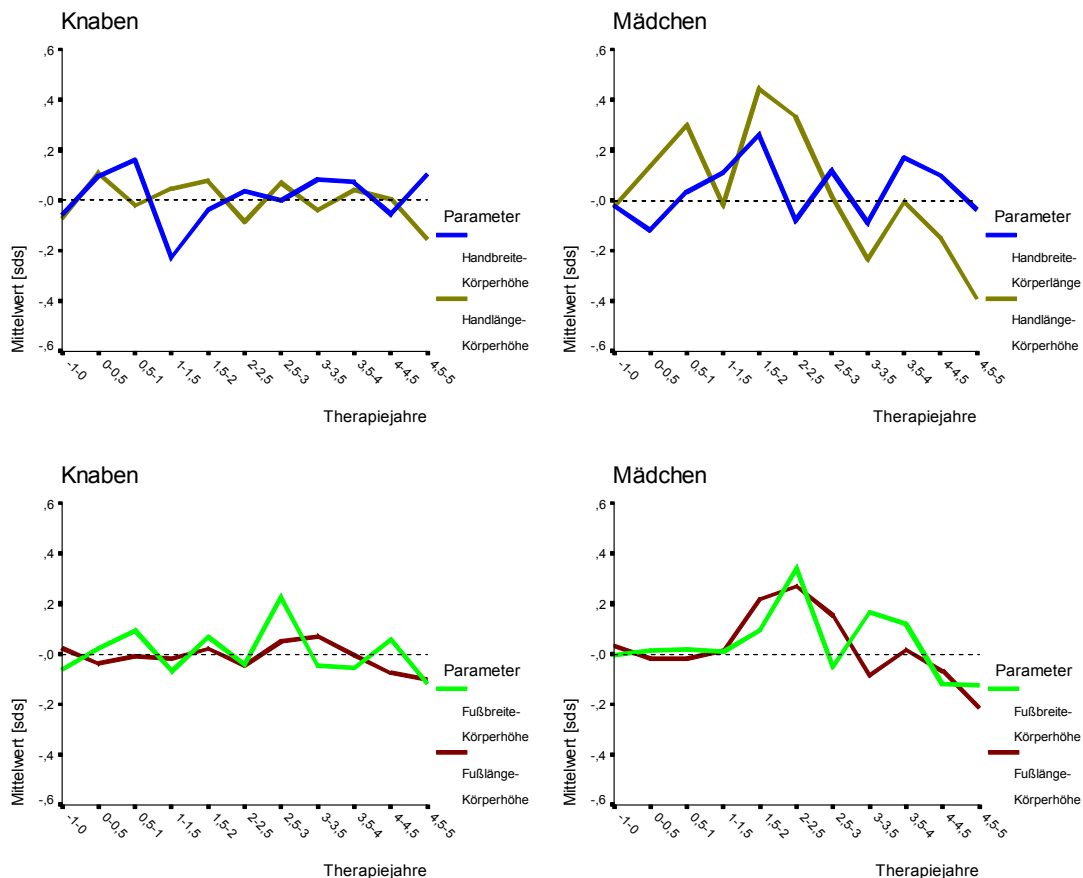 Knaben
,6
,4
,2
-,0
-,2
-,4
-,6
Mittelwert [sds]
-1-0
0-0,5
0,5-1
1-1,5
1,5-2
2-2,5
2,5-3
3-3,5
3,5-4
4-4,5
4,5-5
Therapiejahre
Parameter
Handbreite-
Körperhöhe
Handlänge-
Körperhöhe
Mädchen
,6
,4
,2
-,0
-,2
-,4
-,6
Mittelwert [sds]
-1-0
0-0,5
0,5-1
1-1,5
1,5-2
2-2,5
2,5-3
3-3,5
3,5-4
4-4,5
4,5-5
Therapiejahre
Parameter
Handbreite-
Körperlänge
Handlänge-
Körperhöhe
Knaben
,6
,4
,2
-,0
-,2
-,4
-,6
Mittelwert [sds]
-1-0
0-0,5
0,5-1
1-1,5
1,5-2
2-2,5
2,5-3
3-3,5
3,5-4
4-4,5
4,5-5
Therapiejahre
Parameter
Fußbreite-
Körperhöhe
Fußlänge-
Körperhöhe
Mädchen
,6
,4
,2
-,0
-,2
-,4
-,6
Mittelwert [sds]
-1-0
0-0,5
0,5-1
1-1,5
1,5-2
2-2,5
2,5-3
3-3,5
3,5-4
4-4,5
4,5-5
Therapiejahre
Parameter
Fußbreite-
Körperhöhe
Fußlänge-
Körperhöhe